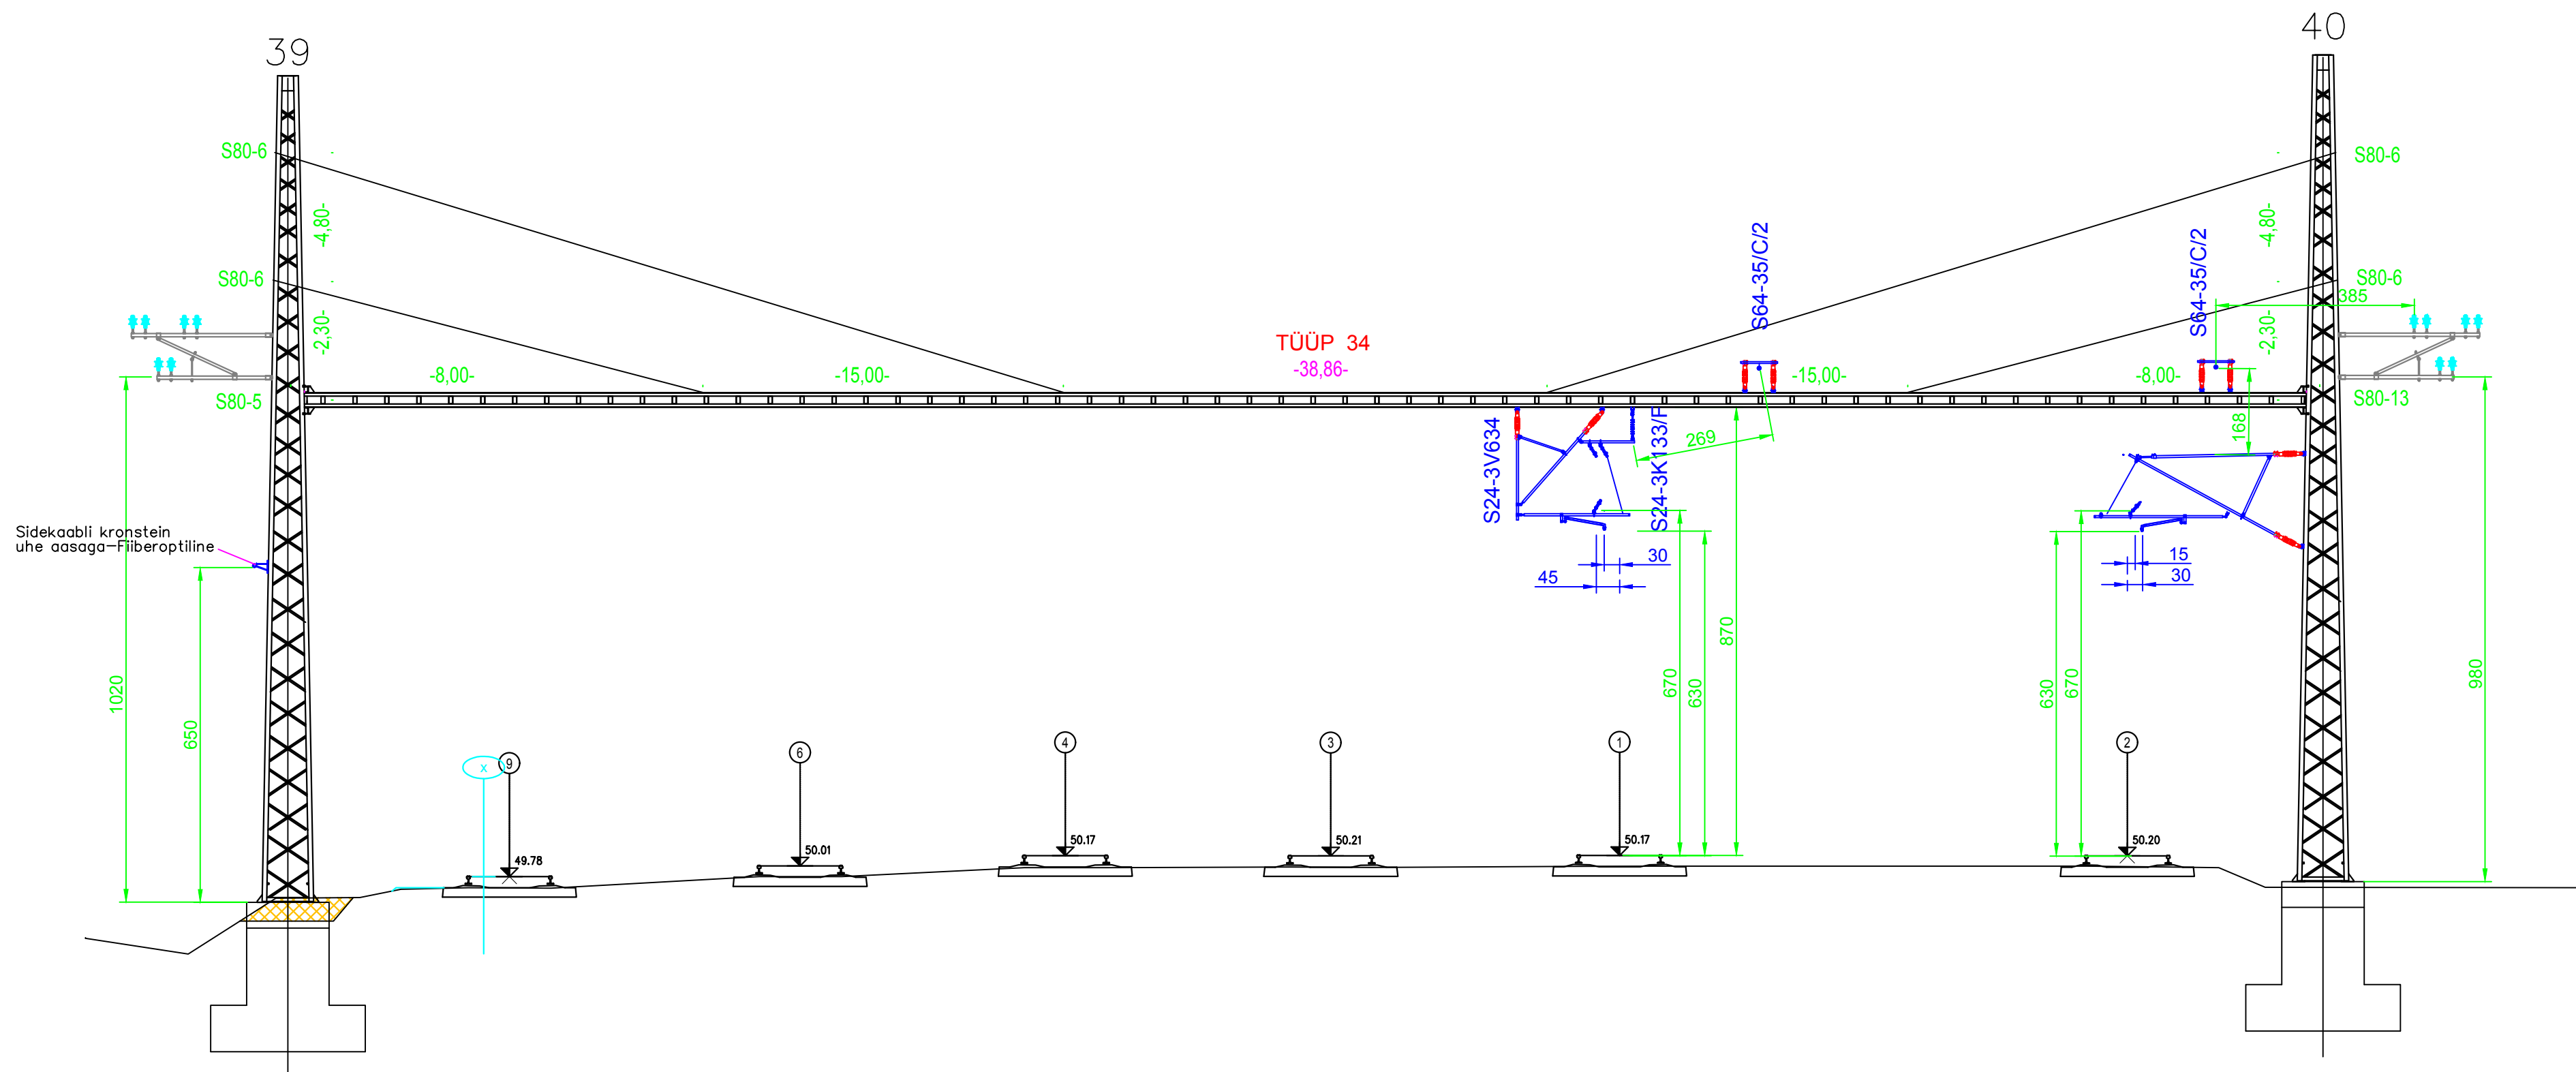 39
40
S80-6
S80-6
-4,80-
-4,80-
S64-35/C/2
S64-35/C/2
S80-6
S80-6
385
-2,30-
-2,30-
TÜÜP 34
-38,86-
-8,00-
-15,00-
-15,00-
-8,00-
S80-5
S80-13
168
S24-3V634
269
Sidekaabli kronstein
uhe aasaga-Fiiberoptiline
30
45
15
30
870
670
630
630
670
1020
650
980
x
9
6
4
3
1
2
49.78
50.01
50.17
50.21
50.17
50.20